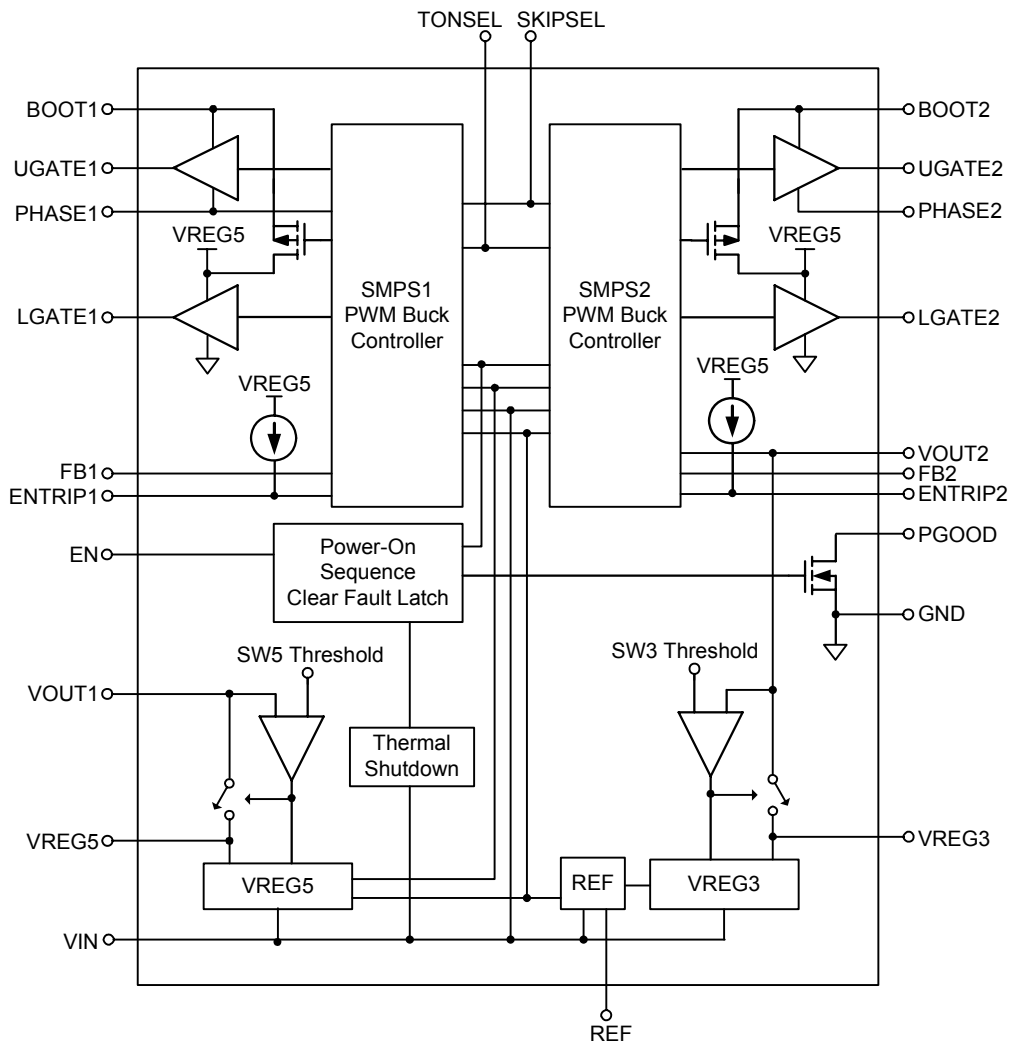 TONSEL SKIPSEL
BOOT1
BOOT2
UGATE1
UGATE2
PHASE1
PHASE2
VREG5
VREG5
SMPS1
PWM Buck
Controller
SMPS2
PWM Buck
Controller
LGATE1
LGATE2
VREG5
VREG5
VOUT2
FB1
FB2
ENTRIP1
ENTRIP2
PGOOD
EN
Power-On
Sequence
Clear Fault Latch
GND
SW5 Threshold
SW3 Threshold
VOUT1
Thermal
Shutdown
VREG5
VREG3
VREG5
REF
VREG3
VIN
REF